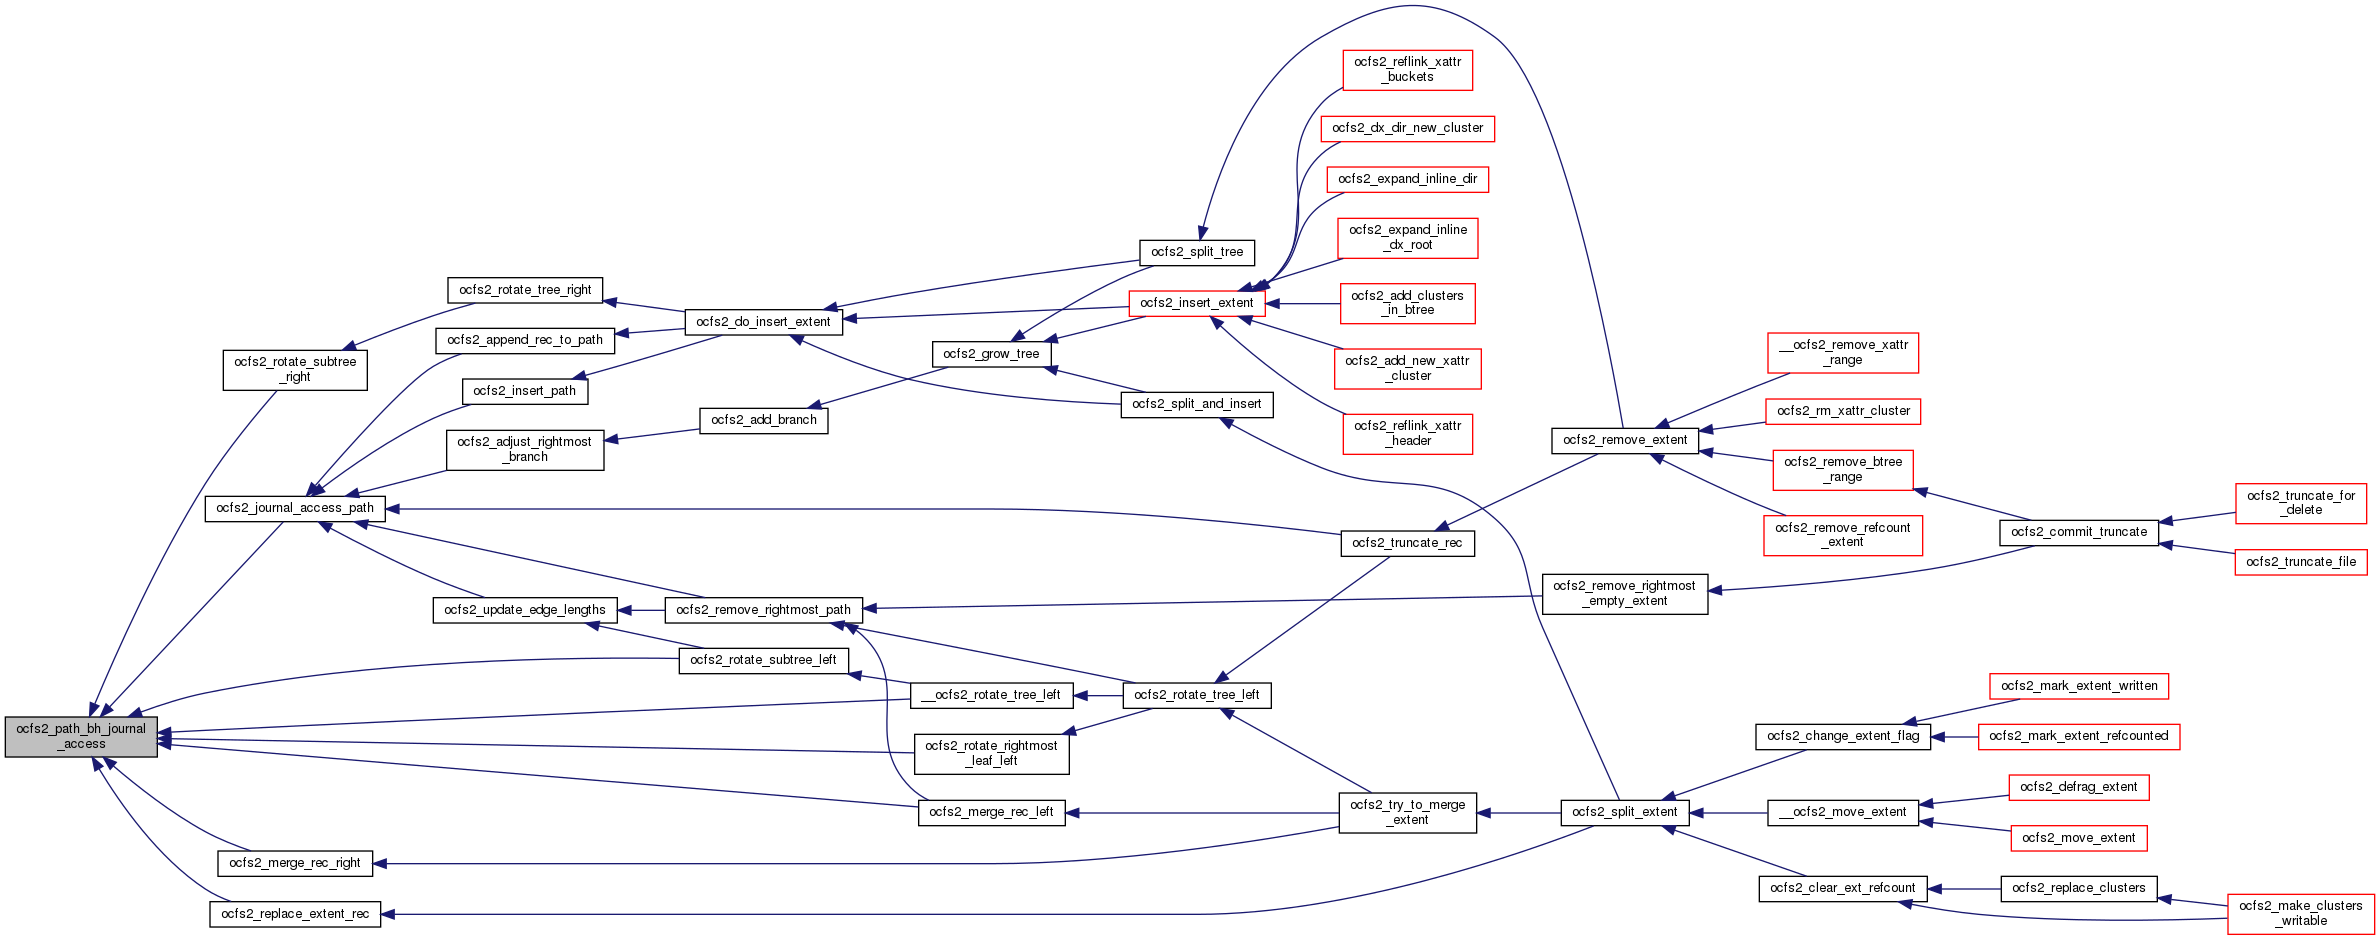 ocfs2_path_bh_journal
_access
ocfs2_rotate_subtree
_right
ocfs2_journal_access_path
ocfs2_merge_rec_right
ocfs2_replace_extent_rec
ocfs2_rotate_tree_right
ocfs2_append_rec_to_path
ocfs2_insert_path
ocfs2_adjust_rightmost
_branch
ocfs2_update_edge_lengths
ocfs2_do_insert_extent
ocfs2_add_branch
ocfs2_remove_rightmost_path
ocfs2_rotate_subtree_left
ocfs2_grow_tree
__ocfs2_rotate_tree_left
ocfs2_rotate_rightmost
_leaf_left
ocfs2_merge_rec_left
ocfs2_split_tree
ocfs2_insert_extent
ocfs2_split_and_insert
ocfs2_rotate_tree_left
ocfs2_reflink_xattr
_buckets
ocfs2_dx_dir_new_cluster
ocfs2_expand_inline_dir
ocfs2_expand_inline
_dx_root
ocfs2_add_clusters
_in_btree
ocfs2_add_new_xattr
_cluster
ocfs2_reflink_xattr
_header
ocfs2_truncate_rec
ocfs2_try_to_merge
_extent
ocfs2_remove_extent
ocfs2_remove_rightmost
_empty_extent
ocfs2_split_extent
__ocfs2_remove_xattr
_range
ocfs2_rm_xattr_cluster
ocfs2_remove_btree
_range
ocfs2_remove_refcount
_extent
ocfs2_change_extent_flag
__ocfs2_move_extent
ocfs2_clear_ext_refcount
ocfs2_commit_truncate
ocfs2_mark_extent_written
ocfs2_mark_extent_refcounted
ocfs2_defrag_extent
ocfs2_move_extent
ocfs2_replace_clusters
ocfs2_truncate_for
_delete
ocfs2_truncate_file
ocfs2_make_clusters
_writable